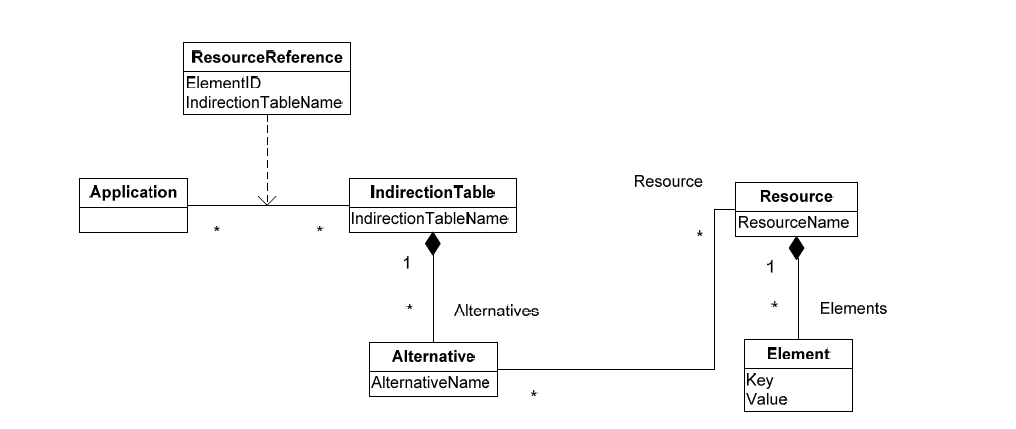 ResourceReference
ElementID
IndirectionTableName
Application
IndirectionTable
IndirectionTableName
*
*
1
*
Alternatives
Alternative
AlternativeName
*
Resource
*
Resource
ResourceName
1
*
Elements
Element
Key
Value